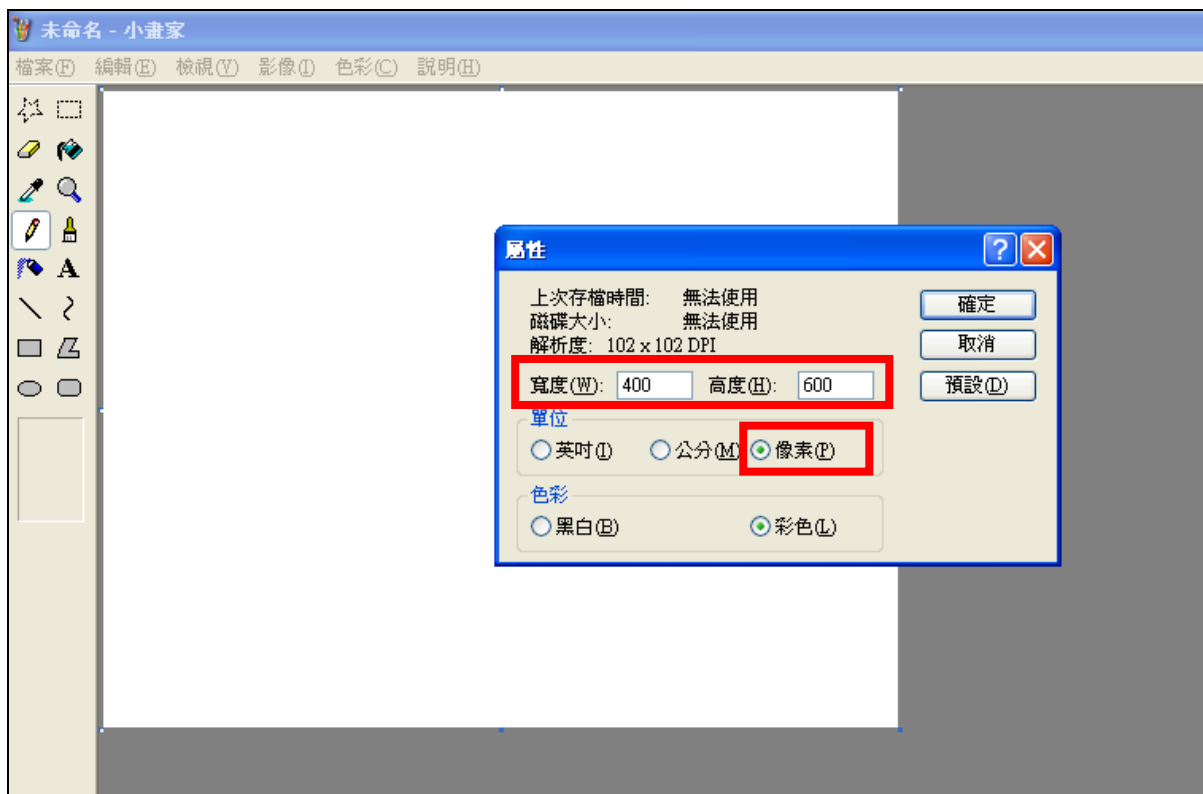 未命名 - 小畫家
檔案(F) 編輯(E) 檢視(V) 影像(I) 色彩(C) 說明(H)
A
屬性
上次存檔時間: 無法使用
磁碟大小: 無法使用
解析度: 102 x 102 DPI
寬度(W): 400 高度(H): 600
單位
英吋(I) 公分(M) 像素(P)
色彩
黑白(B) 彩色(L)
確定
取消
預設(D)